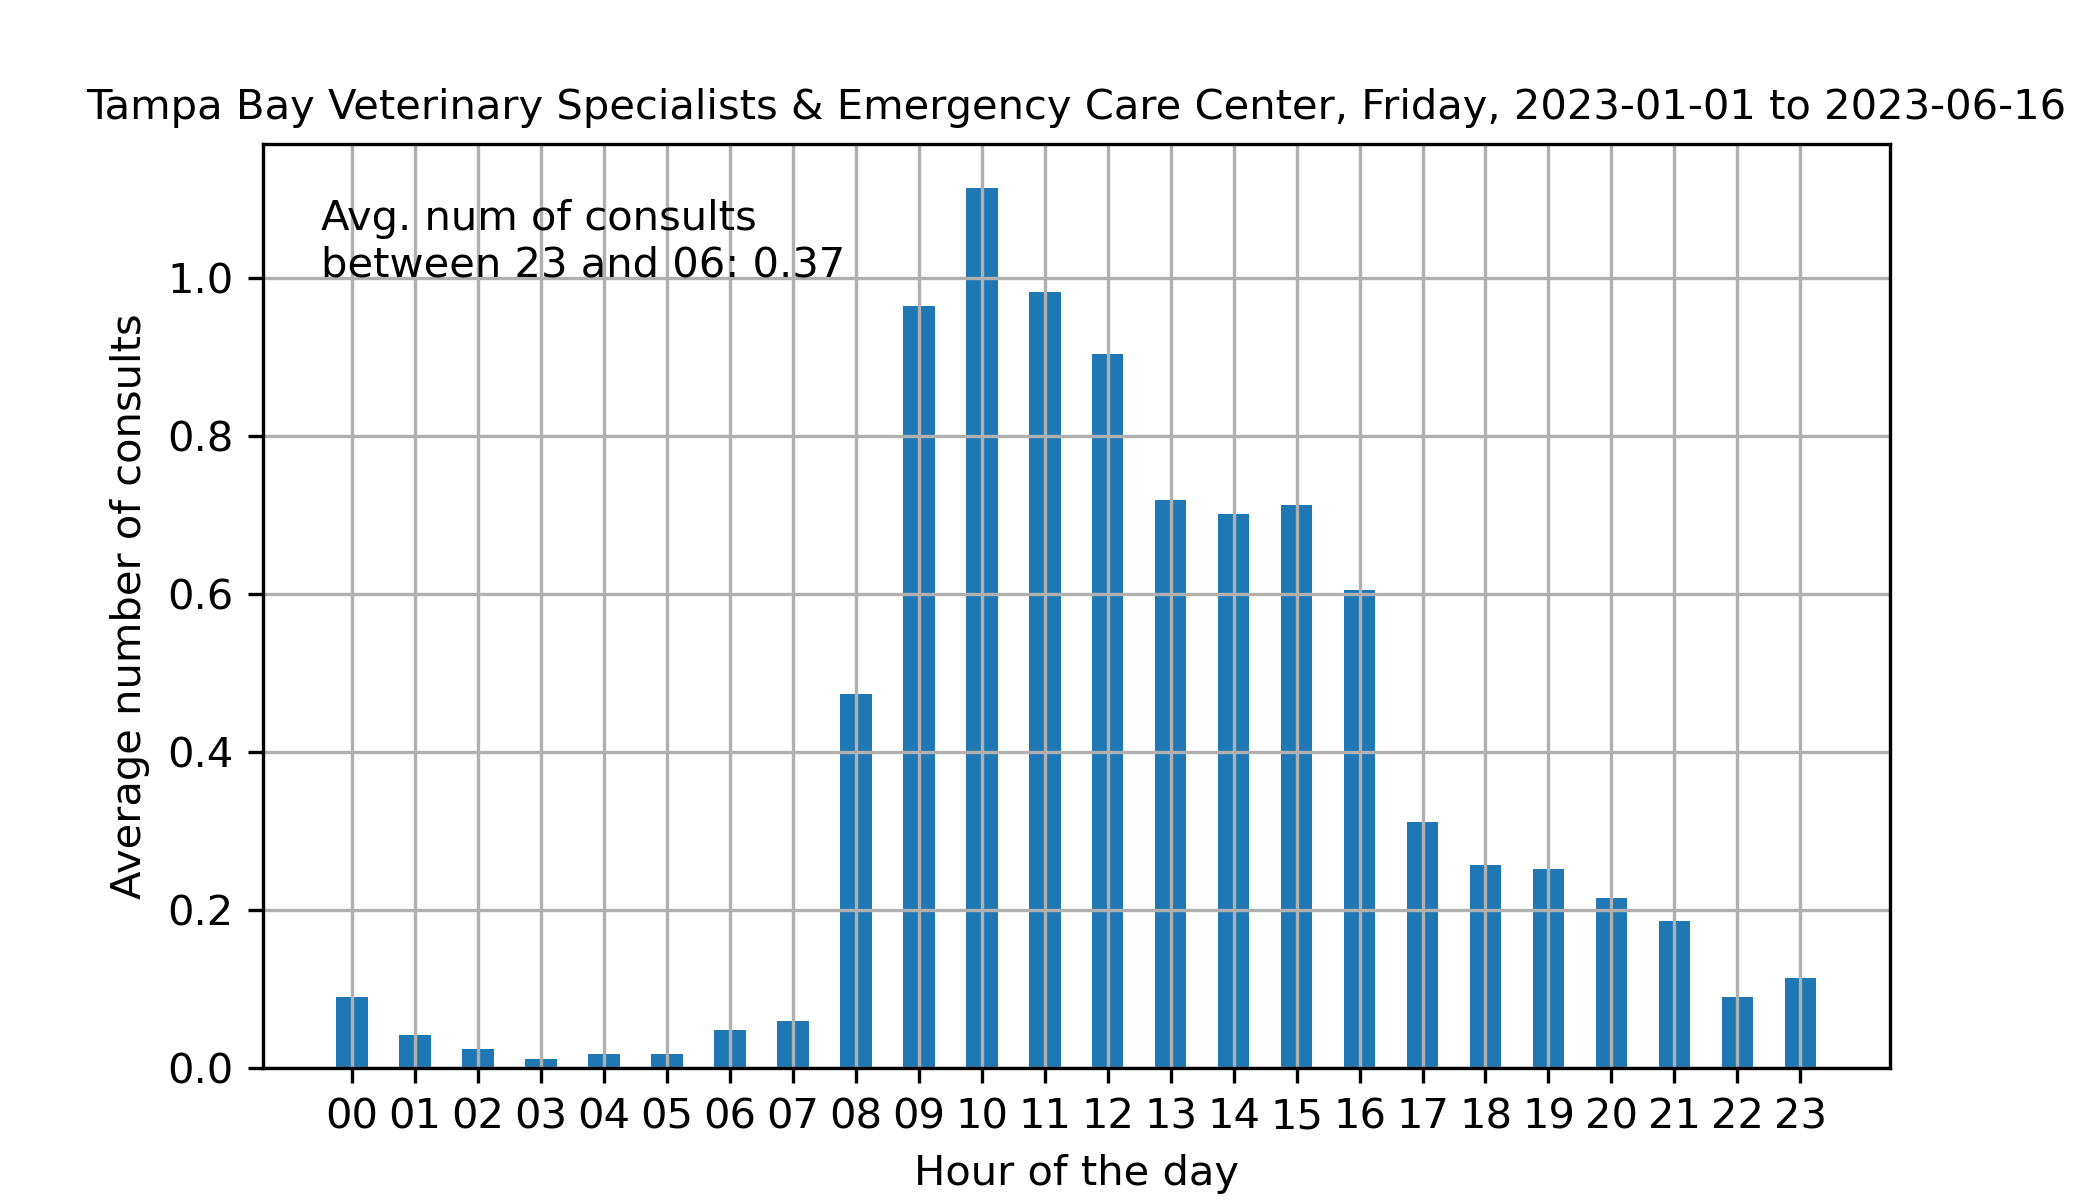 Tampa Bay Veterinary Specialists & Emergency Care Center, Friday, 2023-01-01 to 2023-06-16
Avg. num of consults
between 23 and 06: 0.37
Average number of consults
1.0
0.8
0.6
0.4
0.2
0.0
00 01 02 03 04 05 06 07 08 09 10 11 12 13 14 15 16 17 18 19 20 21 22 23
Hour of the day